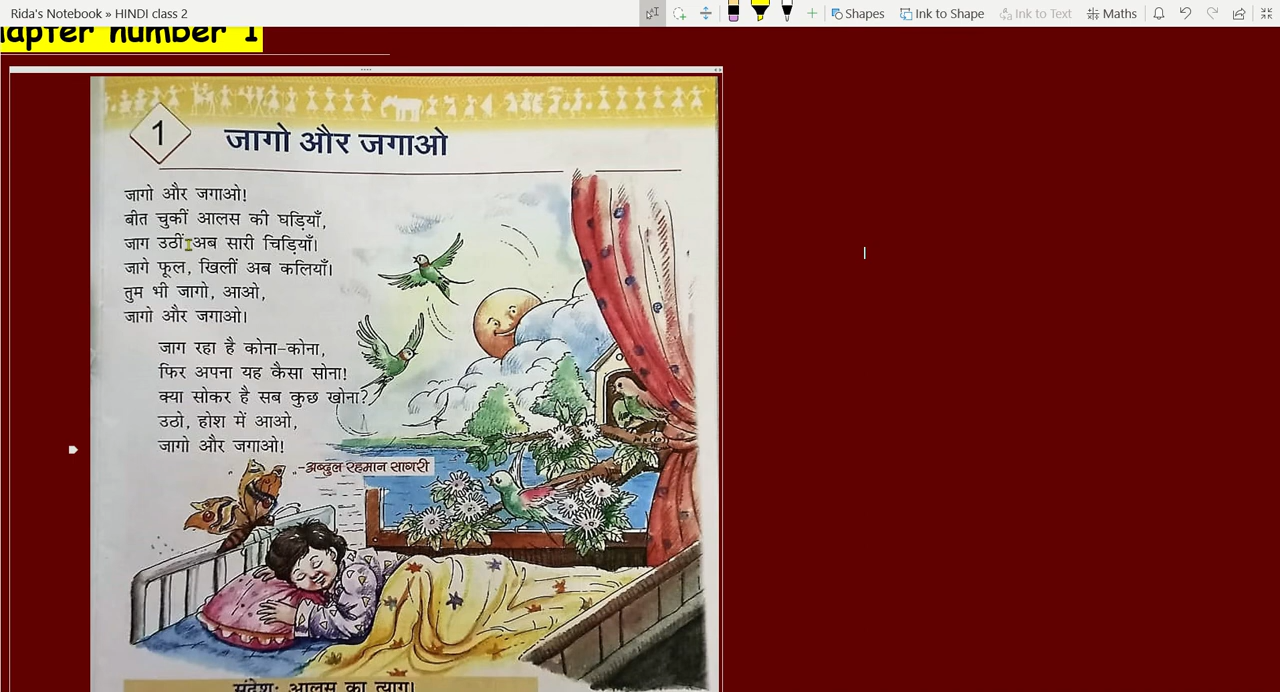 Rida's Notebook » HINDI class 2
Shapes
Ink to Shape
Ink to Text
Maths
hapter number 1
1
जागो और जगाओ
जागो और जगाओ!
बीत चुकीं आलस की घड़ियाँ,
जाग उठीं अब सारी चिड़ियाँ।
जागे फूल, खिलीं अब कलियाँ।
तुम भी जागो, आओ,
जागो और जगाओ।
जाग रहा है कोना-कोना,
फिर अपना यह कैसा सोना!
क्या सोकर है सब कुछ खोना?
उठो, होश में आओ,
जागो और जगाओ!
-अब्दुल रहमान सागरी
संदेश: आलस का त्याग।